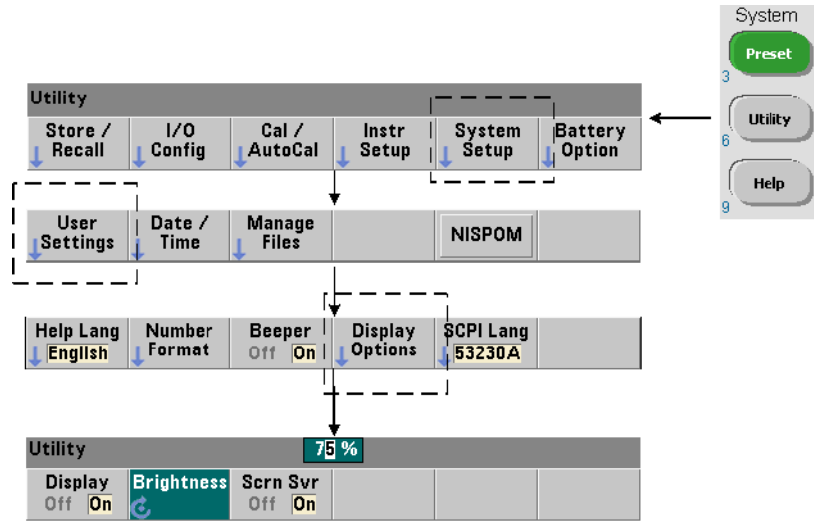 System
Preset
3
Utility
Utility
6
Store / Recall
I/O Config
Cal / AutoCal
Instr Setup
System Setup
Battery Option
Help
9
User Settings
Date / Time
Manage Files
NISPOM
Help Lang English
Number Format
Beeper Off On
Display Options
SCPI Lang 53230A
Utility
75 %
Display Off On
Brightness
Scrn Svr Off On